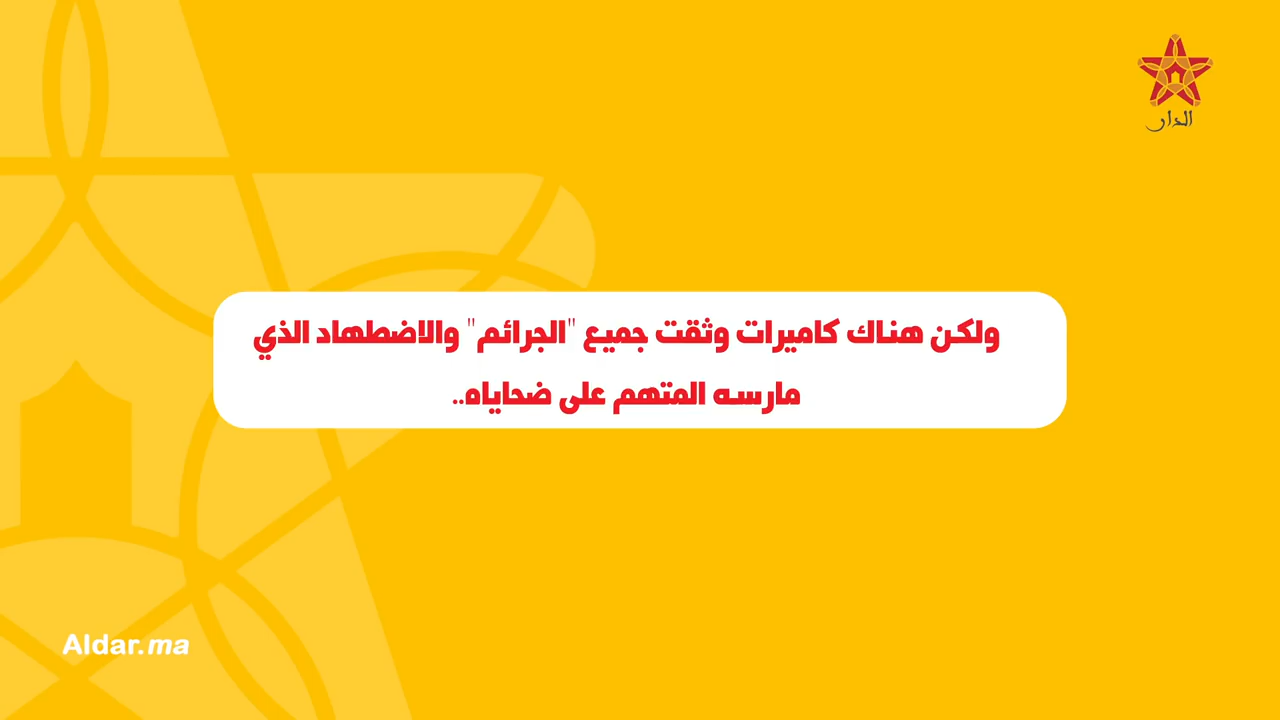 الدار
ولكن هناك كاميرات وثقت جميع "الجرائم" والاضطهاد الذي
مارسه المتهم على ضحاياه..
Aldar.ma